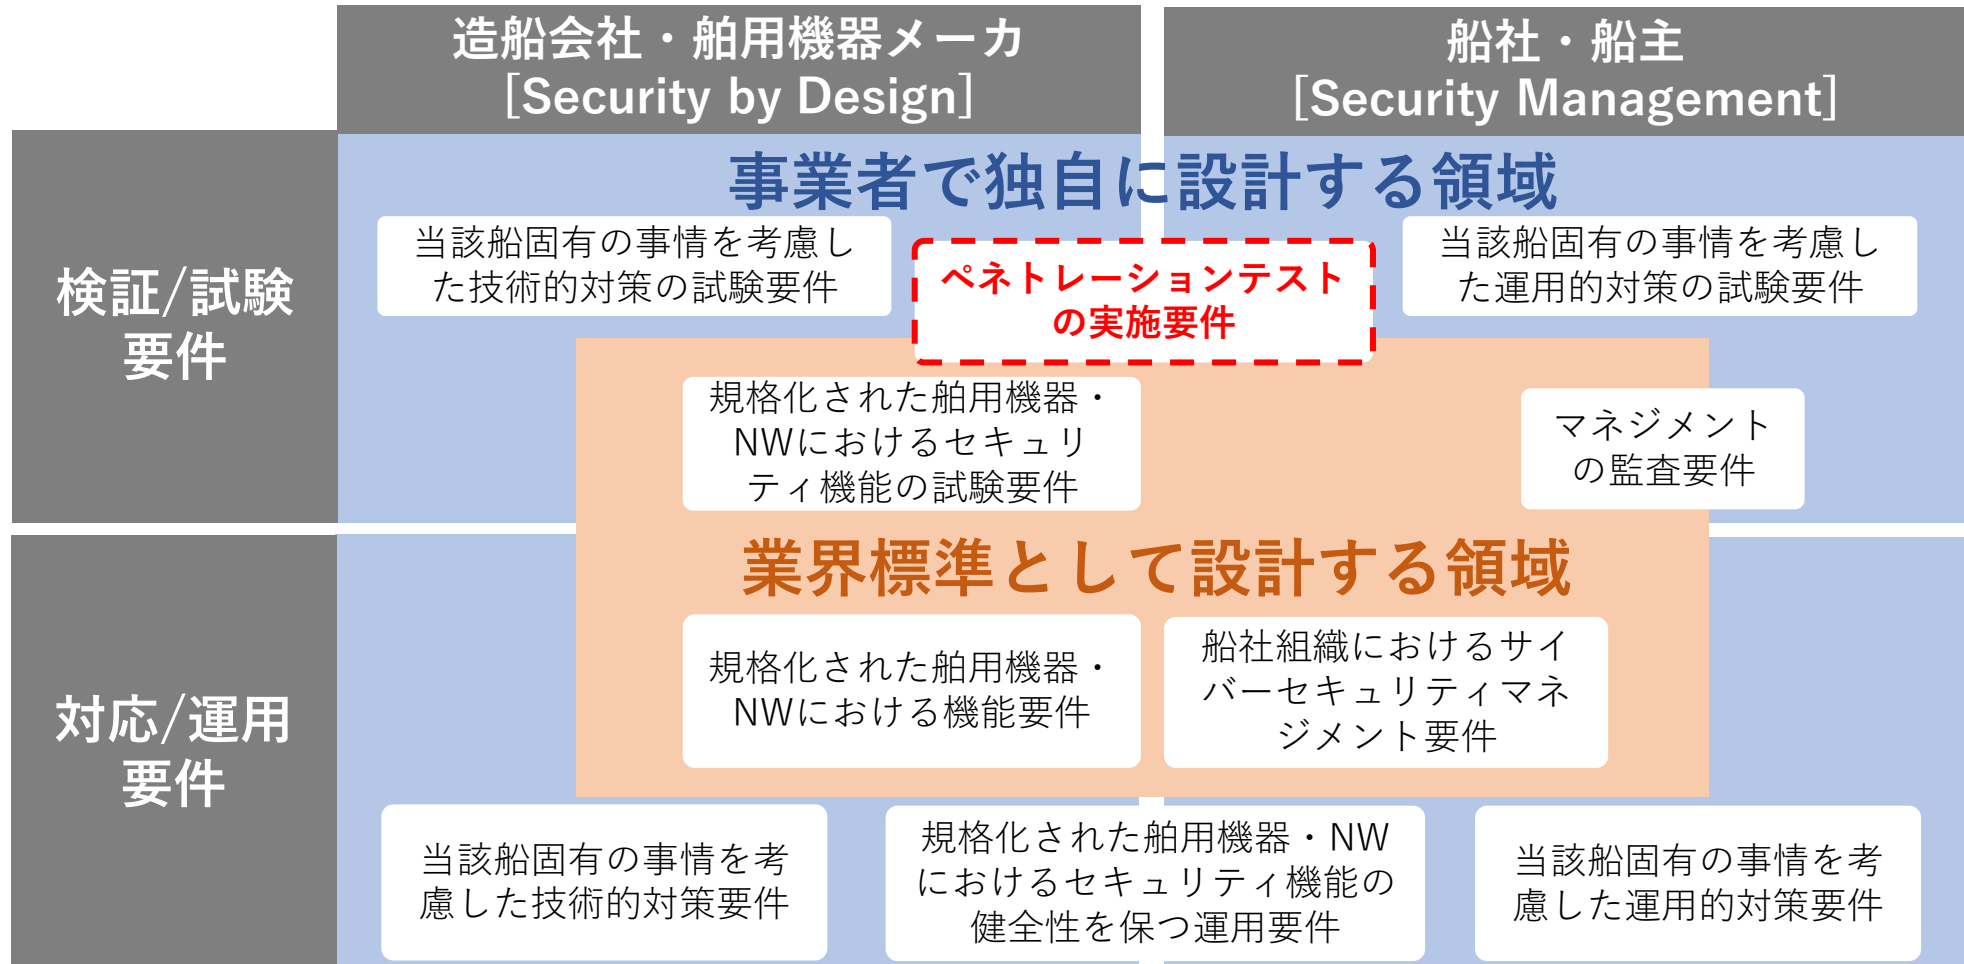 造船会社・舶用機器メーカ
[Security by Design]
船社・船主
[Security Management]
検証/試験
要件
事業者で独自に設計する領域
当該船固有の事情を考慮し
た技術的対策の試験要件
ペネトレーションテスト
の実施要件
当該船固有の事情を考慮し
た運用的対策の試験要件
規格化された舶用機器・
NWにおけるセキュリ
ティ機能の試験要件
マネジメント
の監査要件
対応/運用
要件
業界標準として設計する領域
規格化された舶用機器・
NWにおける機能要件
船社組織におけるサイ
バーセキュリティマネ
ジメント要件
当該船固有の事情を考
慮した技術的対策要件
規格化された舶用機器・NW
におけるセキュリティ機能の
健全性を保つ運用要件
当該船固有の事情を考
慮した運用的対策要件